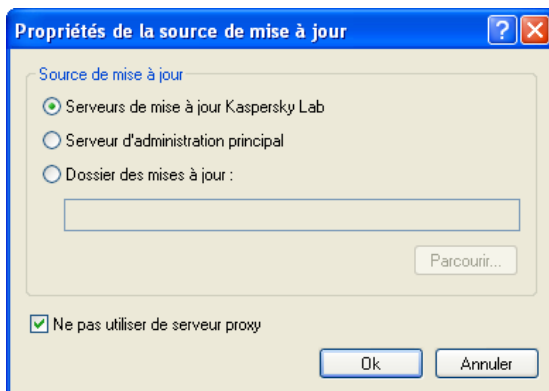 Propriétés de la source de mise à jour
Source de mise à jour
Serveurs de mise à jour Kaspersky Lab
Serveur d'administration principal
Dossier des mises à jour :
Parcourir...
Ne pas utiliser de serveur proxy
Ok Annuler